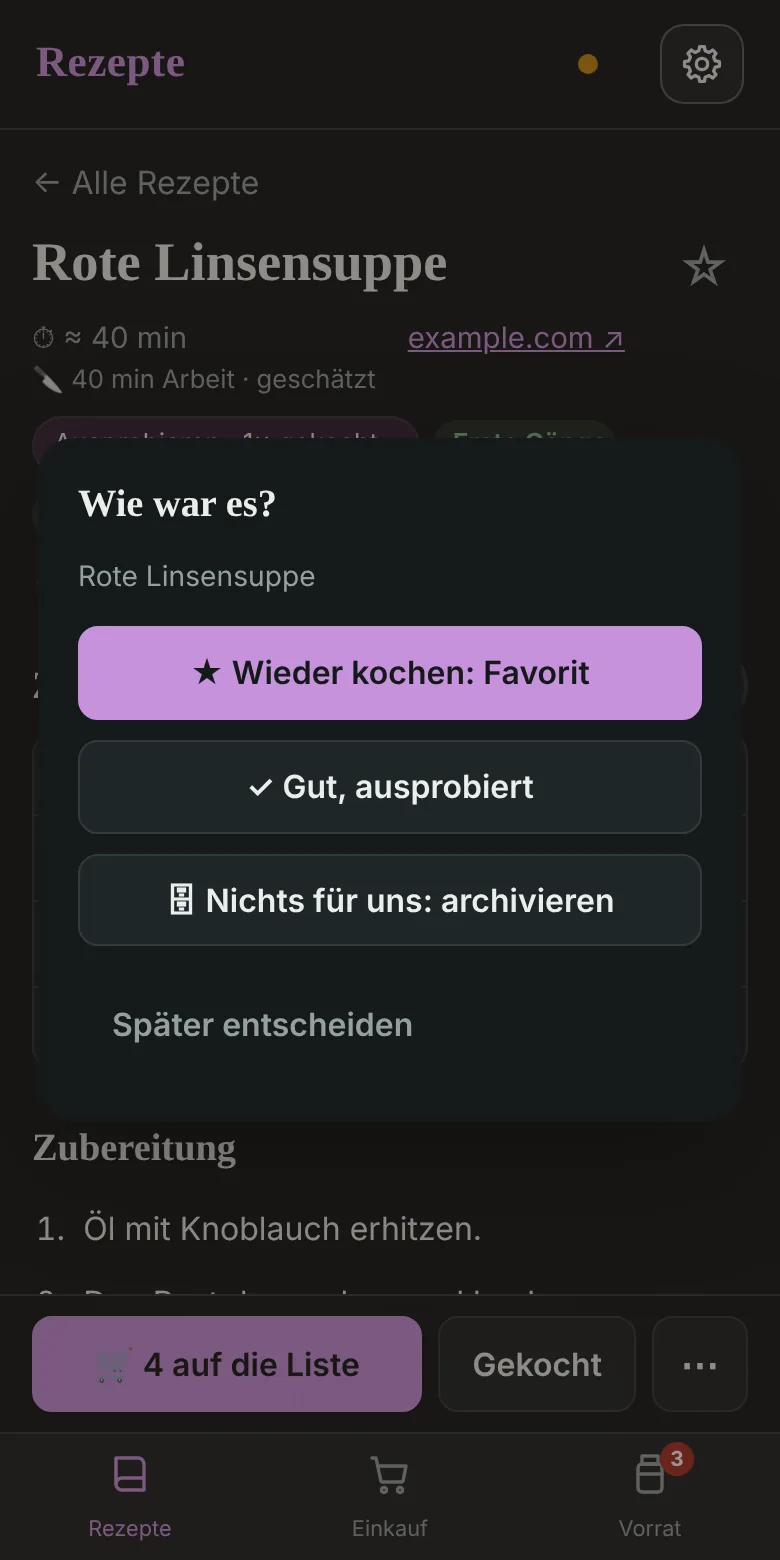 Rezepte
← Alle Rezepte
Rote Linsensuppe
≈ 40 min
example.com ↗
40 min Arbeit · geschätzt
Wie war es?
Rote Linsensuppe
★ Wieder kochen: Favorit
✓ Gut, ausprobiert
Nichts für uns: archivieren
Später entscheiden
Zubereitung
1. Öl mit Knoblauch erhitzen.
4 auf die Liste
Gekocht
...
3
Rezepte
Einkauf
Vorrat